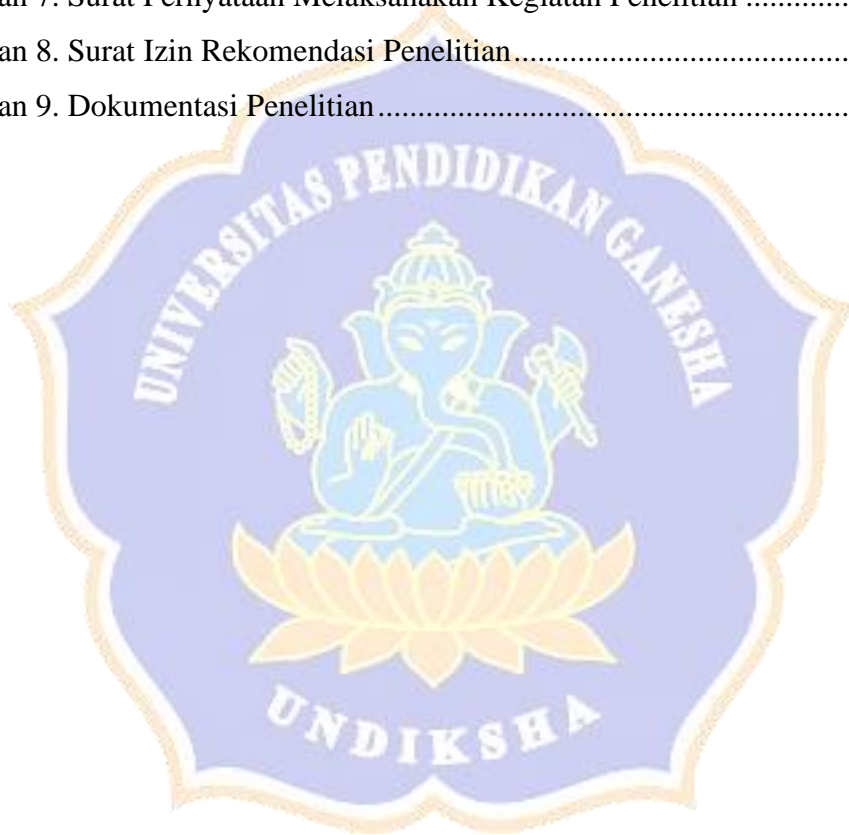 an 7. Surat Pernyataan Melaksanakan Kegiatan Penelitian ............
an 8. Surat Izin Rekomendasi Penelitian..........................................
an 9. Dokumentasi Penelitian...........................................................
UNIVERSITAS PENDIDIKAN GANESHA
UNDIKSHA